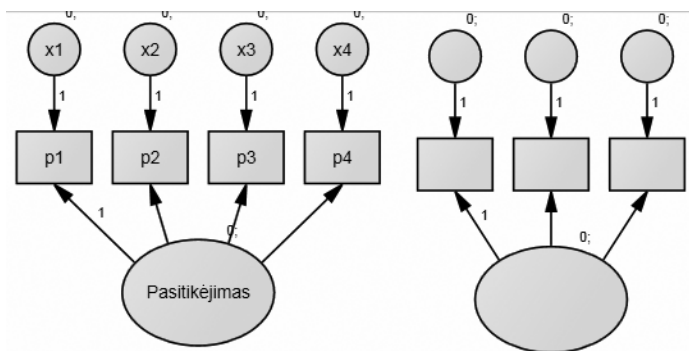 0; 0; 0; 0; 0; 0; 0;
x1 x2 x3 x4
1 1 1 1 1 1 1
p1 p2 p3 p4
1 0; 1 0;
Pasitikėjimas